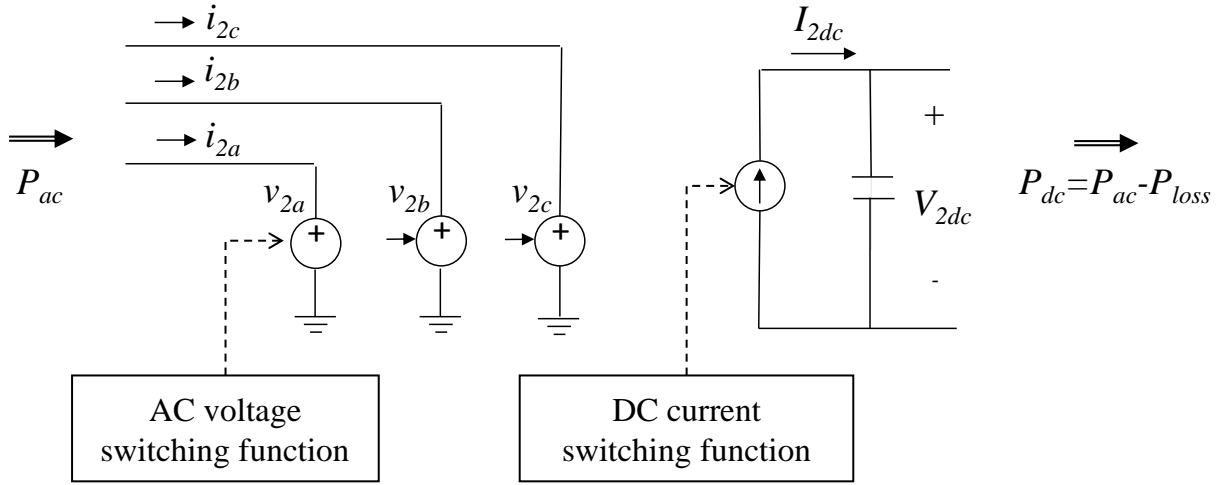 i2c
I2dc
i2b
i2a
Pac
v2a
v2b
v2c
+
+
+
+
V2dc
-
Pdc=Pac-Ploss
AC voltage
switching function
DC current
switching function